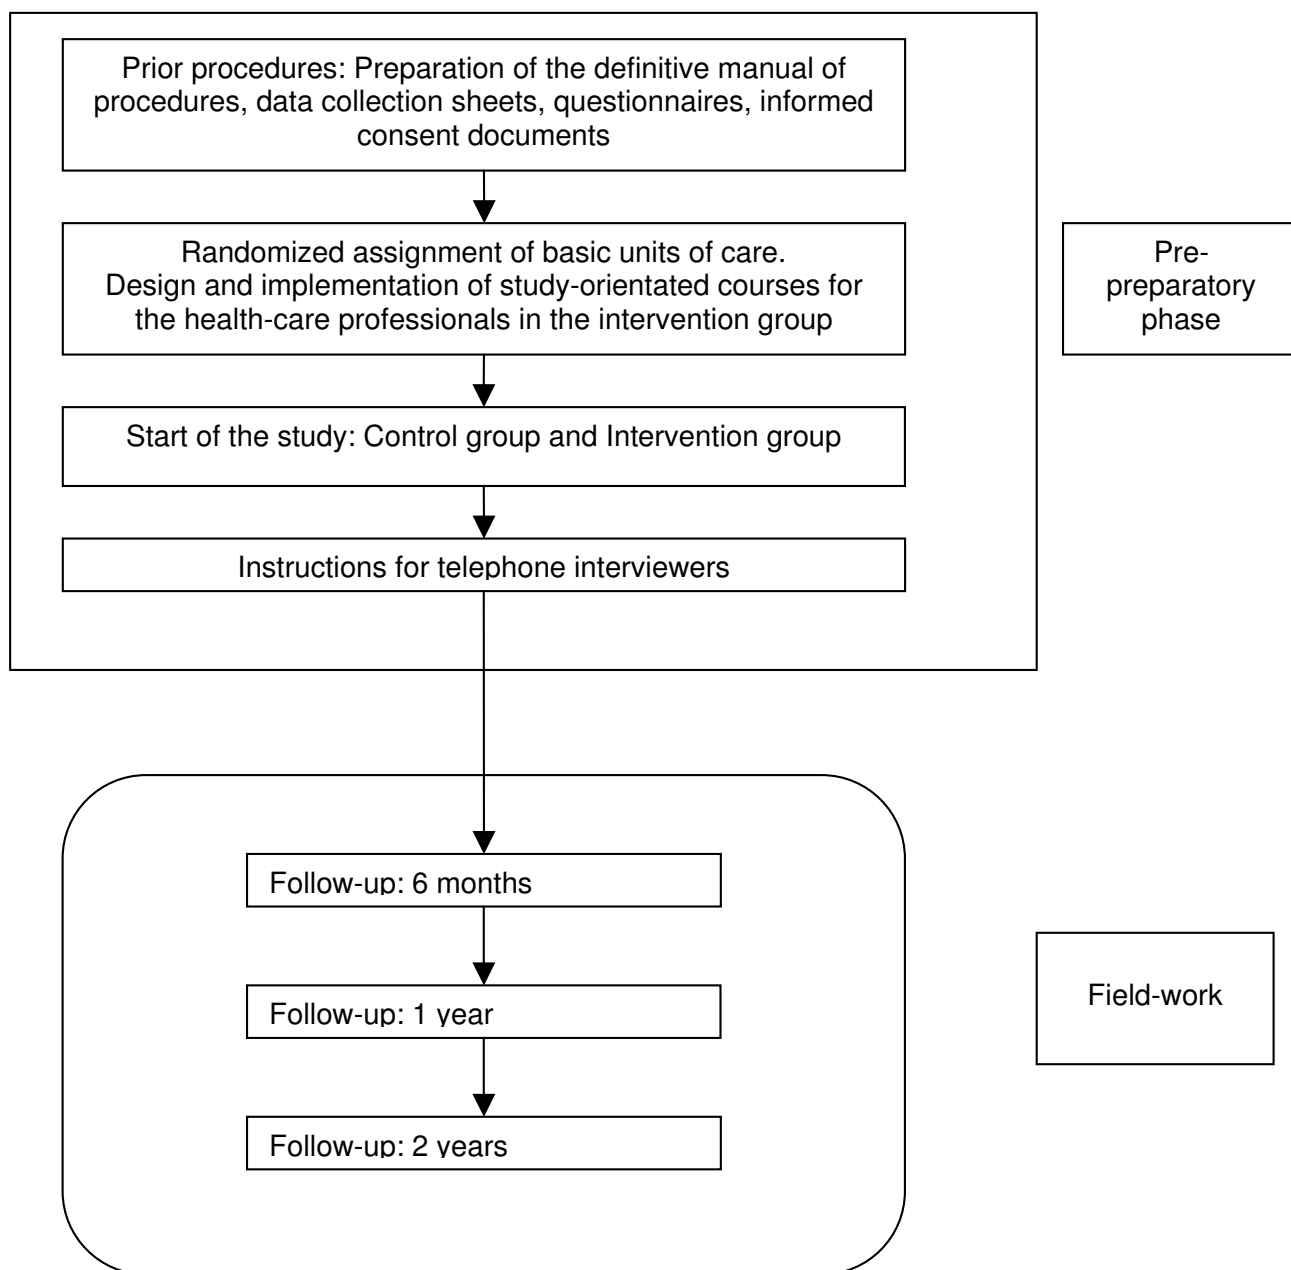 Prior procedures: Preparation of the definitive manual of
procedures, data collection sheets, questionnaires, informed
consent documents
Randomized assignment of basic units of care.
Design and implementation of study-orientated courses for
the health-care professionals in the intervention group
Pre-
preparatory
phase
Start of the study: Control group and Intervention group
Instructions for telephone interviewers
Follow-up: 6 months
Follow-up: 1 year
Field-work
Follow-up: 2 years